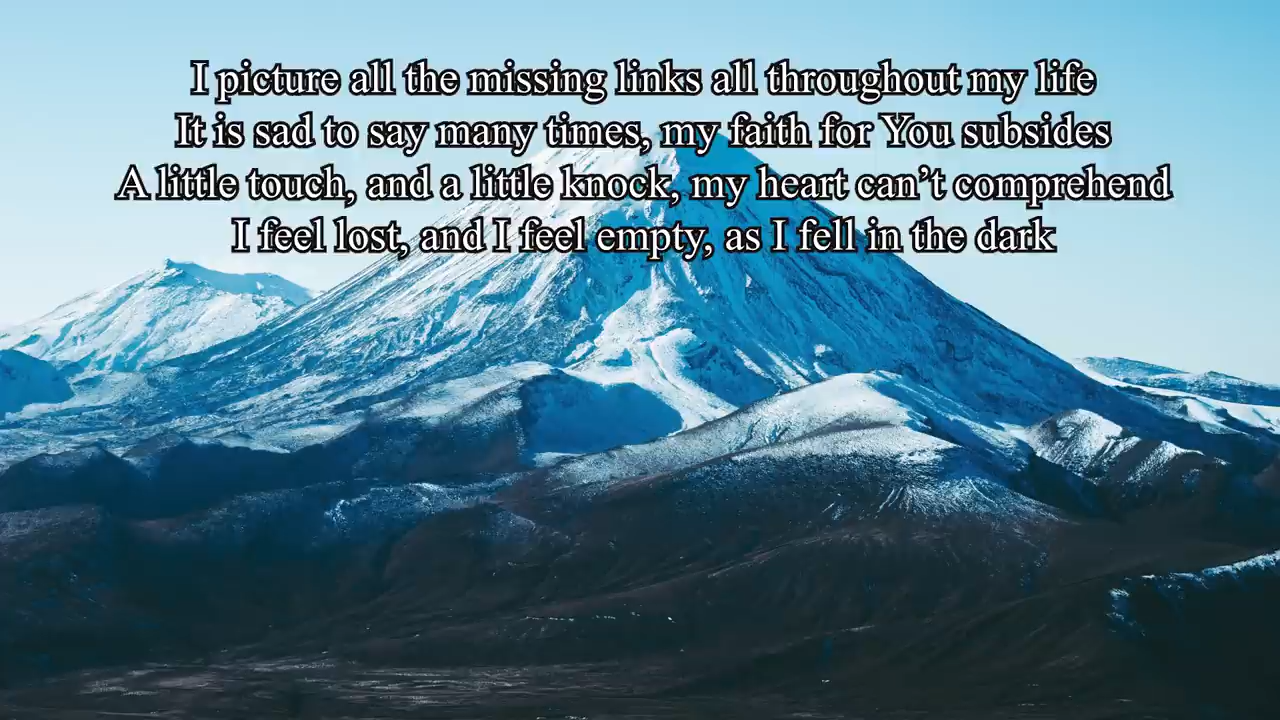 I picture all the missing links all throughout my life
It is sad to say many times, my faith for You subsides
A little touch, and a little knock, my heart can’t comprehend
I feel lost, and I feel empty, as I fell in the dark